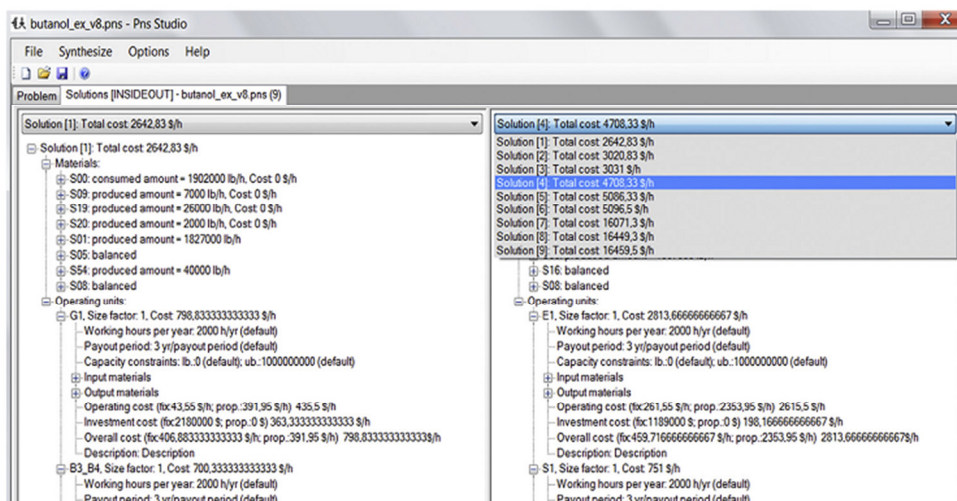 butanol_ex_v8.pns - Pns Studio
File Synthesize Options Help
Problem Solutions [INSIDEOUT] - butanol_ex_v8.pns (9)
Solution [1]: Total cost: 2642,83 $/h
Solution [1]: Total cost: 2642,83 $/h
Materials:
S00: consumed amount = 1902000 lb/h, Cost: 0 $/h
S09: produced amount = 7000 lb/h, Cost: 0 $/h
S19: produced amount = 26000 lb/h, Cost: 0 $/h
S20: produced amount = 2000 lb/h, Cost: 0 $/h
S01: produced amount = 1827000 lb/h
S05: balanced
S54: produced amount = 40000 lb/h
S08: balanced
Operating units:
G1, Size factor: 1, Cost: 798,833333333333 $/h
Working hours per year: 2000 h/yr (default)
Payout period: 3 yr/payout period (default)
Capacity constraints: lb.:0 (default); ub.:1000000000 (default)
Input materials
Output materials
Operating cost: (fix:43,55 $/h; prop.:391,95 $/h) 435,5 $/h
Investment cost: (fix:2180000 $; prop.:0 $) 363,333333333333 $/h
Overall cost: (fix:406,883333333333 $/h; prop.:391,95 $/h) 798,833333333333$/h
Description: Description
B3_B4, Size factor: 1, Cost: 700,333333333333 $/h
Working hours per year: 2000 h/yr (default)
Payout period: 3 yr/payout period (default)
Solution [4]: Total cost: 4708,33 $/h
Solution [1]: Total cost: 2642,83 $/h
Solution [2]: Total cost: 3020,83 $/h
Solution [3]: Total cost: 3031 $/h
Solution [4]: Total cost: 4708,33 $/h
Solution [5]: Total cost: 5086,33 $/h
Solution [6]: Total cost: 5096,5 $/h
Solution [7]: Total cost: 16071,3 $/h
Solution [8]: Total cost: 16449,3 $/h
Solution [9]: Total cost: 16459,5 $/h
S16: balanced
S08: balanced
Operating units:
E1, Size factor: 1, Cost: 2813,66666666667 $/h
Working hours per year: 2000 h/yr (default)
Payout period: 3 yr/payout period (default)
Capacity constraints: lb.:0 (default); ub.:1000000000 (default)
Input materials
Output materials
Operating cost: (fix:261,55 $/h; prop.:2353,95 $/h) 2615,5 $/h
Investment cost: (fix:1189000 $; prop.:0 $) 198,166666666667 $/h
Overall cost: (fix:459,716666666667 $/h; prop.:2353,95 $/h) 2813,66666666667$/h
Description: Description
S1, Size factor: 1, Cost: 751 $/h
Working hours per year: 2000 h/yr (default)
Payout period: 3 yr/payout period (default)